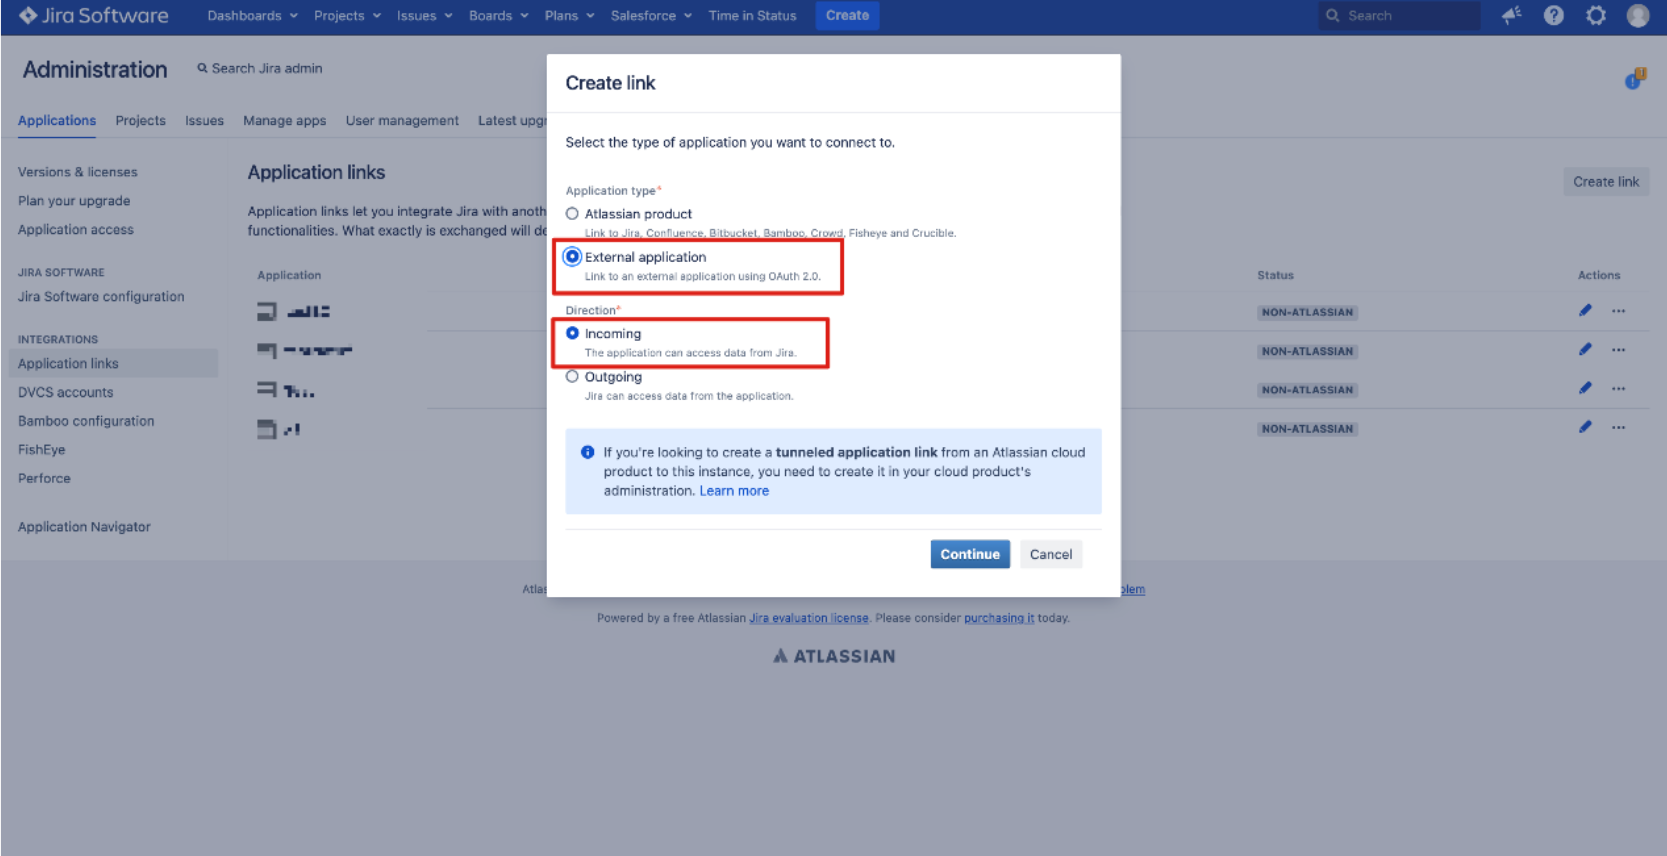 Jira Software Dashboards Projects Issues Boards Plans Salesforce Time in Status Create Search
Administration Search Jira admin
Applications Projects Issues Manage apps User management Latest upgr
Versions & licenses
Plan your upgrade
Application access
JIRA SOFTWARE
Jira Software configuration
INTEGRATIONS
Application links
DVCS accounts
Bamboo configuration
FishEye
Perforce
Application Navigator
Application links
Create link
Application links let you integrate Jira with anoth
functionalities. What exactly is exchanged will de
Application Status Actions
NON-ATLASSIAN
NON-ATLASSIAN
NON-ATLASSIAN
NON-ATLASSIAN
Create link
Select the type of application you want to connect to.
Application type*
Atlassian product
Link to Jira, Confluence, Bitbucket, Bamboo, Crowd, Fisheye and Crucible.
External application
Link to an external application using OAuth 2.0.
Direction*
Incoming
The application can access data from Jira.
Outgoing
Jira can access data from the application.
If you're looking to create a tunneled application link from an Atlassian cloud
product to this instance, you need to create it in your cloud product's
administration. Learn more
Continue Cancel
Atlas
blem
Powered by a free Atlassian Jira evaluation license. Please consider purchasing it today.
ATLASSIAN